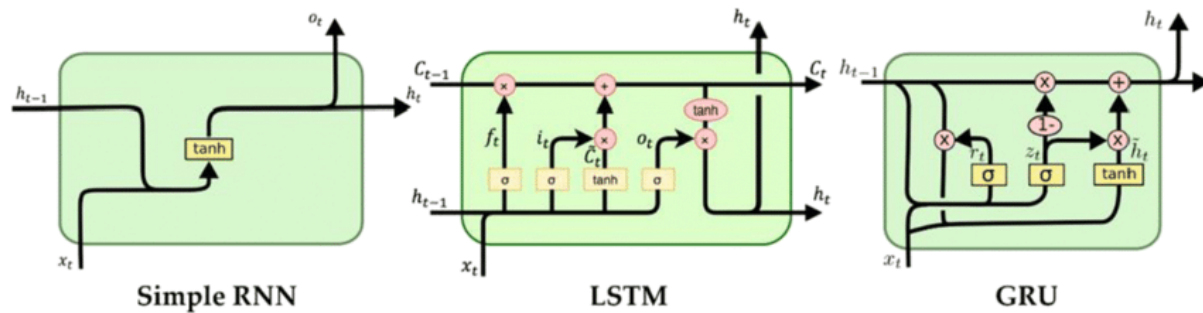 o_t
h_{t-1}
h_t
tanh
x_t
Simple RNN
h_t
C_{t-1}
×
+
C_t
tanh
f_t
i_t
×
C̃_t
o_t
×
σ
σ
tanh
σ
h_{t-1}
h_t
x_t
LSTM
h_t
h_{t-1}
x
+
1-
x
r_t
z_t
x
h̃_t
σ
σ
tanh
x_t
GRU